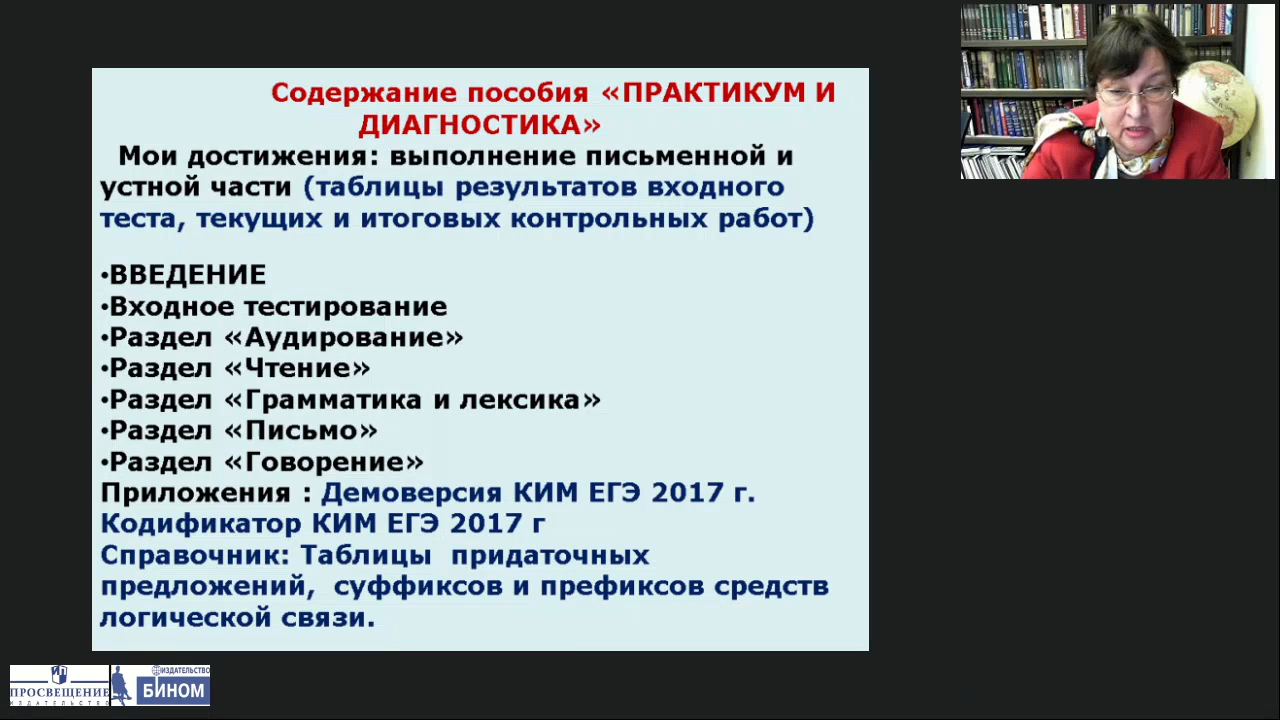 Содержание пособия «ПРАКТИКУМ И
ДИАГНОСТИКА»
Мои достижения: выполнение письменной и
устной части (таблицы результатов входного
теста, текущих и итоговых контрольных работ)
•ВВЕДЕНИЕ
•Входное тестирование
•Раздел «Аудирование»
•Раздел «Чтение»
•Раздел «Грамматика и лексика»
•Раздел «Письмо»
•Раздел «Говорение»
Приложения : Демоверсия КИМ ЕГЭ 2017 г.
Кодификатор КИМ ЕГЭ 2017 г
Справочник: Таблицы придаточных
предложений, суффиксов и префиксов средств
логической связи.
ПРОСВЕЩЕНИЕ
ИЗДАТЕЛЬСТВО
ИЗДАТЕЛЬСТВО
БИНОМ